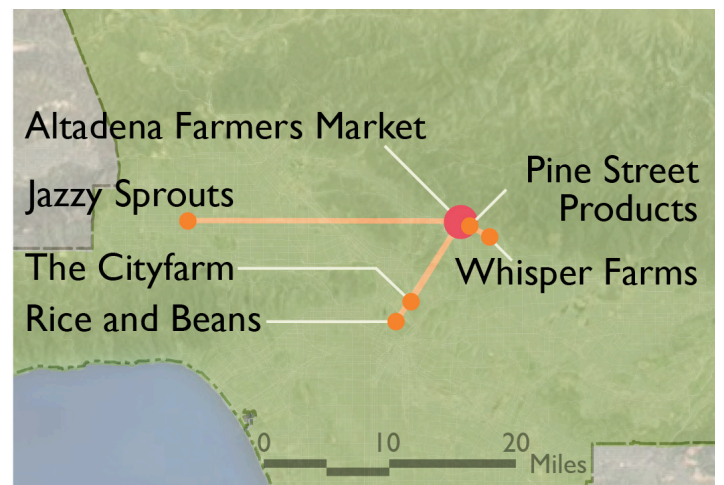 Altadena Farmers Market
Pine Street
Products
Jazzy Sprouts
The Cityfarm
Whisper Farms
Rice and Beans
0 10 20
Miles